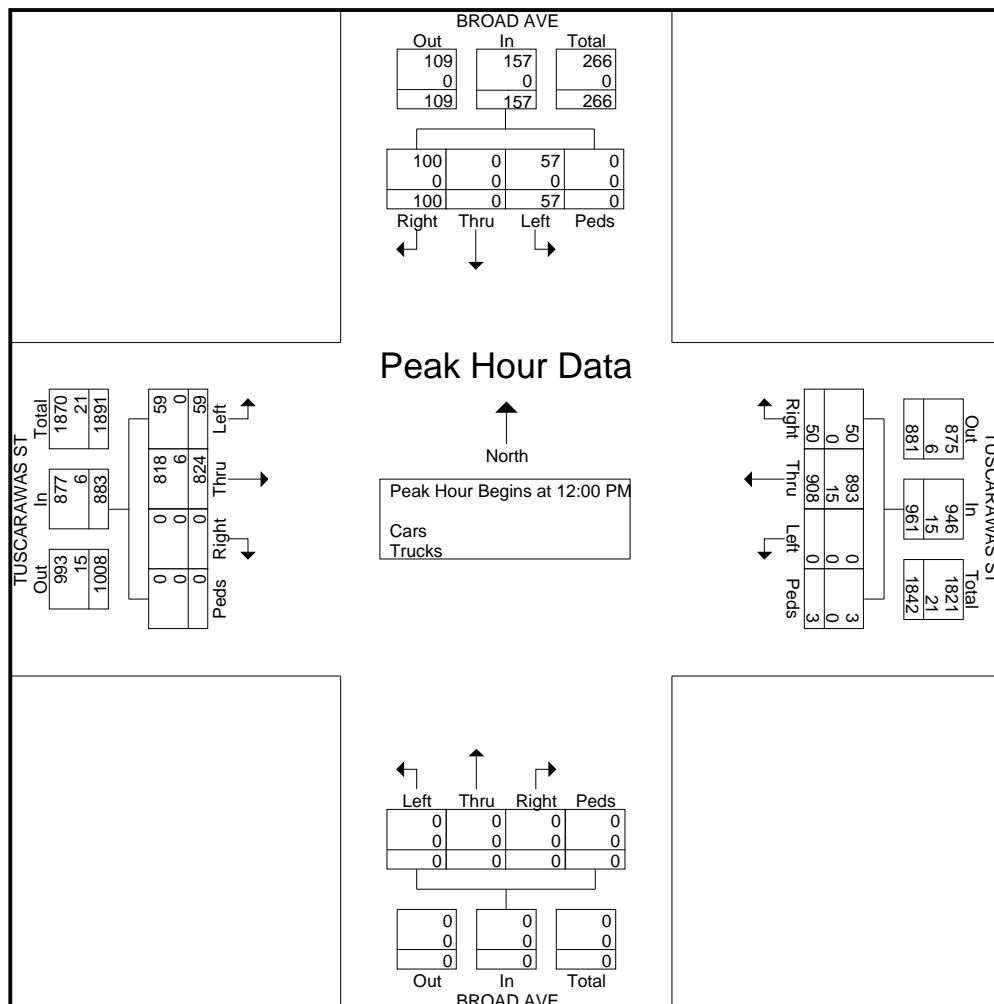 BROAD AVE
Out In Total
109 157 266
0 0 0
109 157 266
100 0 57 0
0 0 0 0
100 0 57 0
Right Thru Left Peds
Peak Hour Data
North
Peak Hour Begins at 12:00 PM
Cars
Trucks
TUSCARAWAS ST
Out In Total
993 877 1870
15 6 21
1008 883 1891
Peds Right Thru Left
0 0 818 59
0 0 6 0
0 0 824 59
TUSCARAWAS ST
Out In Total
875 946 1821
6 15 21
881 961 1842
50 893 0 3
0 15 0 0
50 908 0 3
Right Thru Left Peds
Left Thru Right Peds
0 0 0 0
0 0 0 0
0 0 0 0
0 0 0
0 0 0
0 0 0
Out In Total
BROAD AVE